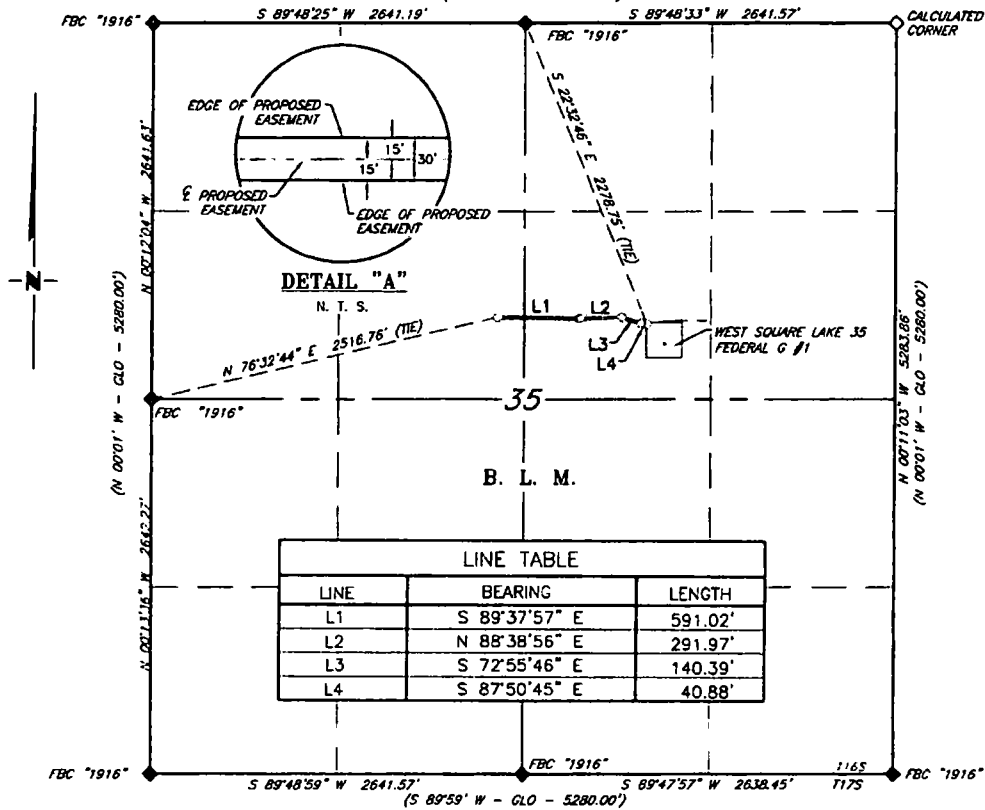 S 89°48'25" W 2641.19'
S 89°48'33" W 2641.57'
FBC "1916"
FBC "1916"
CALCULATED
CORNER
EDGE OF PROPOSED
EASEMENT
15'
15'
30'
℄ PROPOSED
EASEMENT
EDGE OF PROPOSED
EASEMENT
DETAIL "A"
N. T. S.
S 22°32'46" E 2278.75' (TIE)
N 00°12'04" W 2641.63'
N
L1
L2
L3
L4
WEST SQUARE LAKE 35
FEDERAL G #1
N 76°32'44" E 2516.76' (TIE)
FBC "1916"
35
(N 00°01' W - GLO - 5280.00')
N 00°11'03" W 5283.86'
(N 00°01' W - GLO - 5280.00')
B. L. M.
N 00°13'16" W 2642.27'
LINE TABLE
LINE BEARING LENGTH
L1 S 89°37'57" E 591.02'
L2 N 88°38'56" E 291.97'
L3 S 72°55'46" E 140.39'
L4 S 87°50'45" E 40.88'
FBC "1916"
FBC "1916"
FBC "1916"
S 89°48'59" W 2641.57'
S 89°47'57" W 2638.45'
T16S
T17S
(S 89°59' W - GLO - 5280.00')